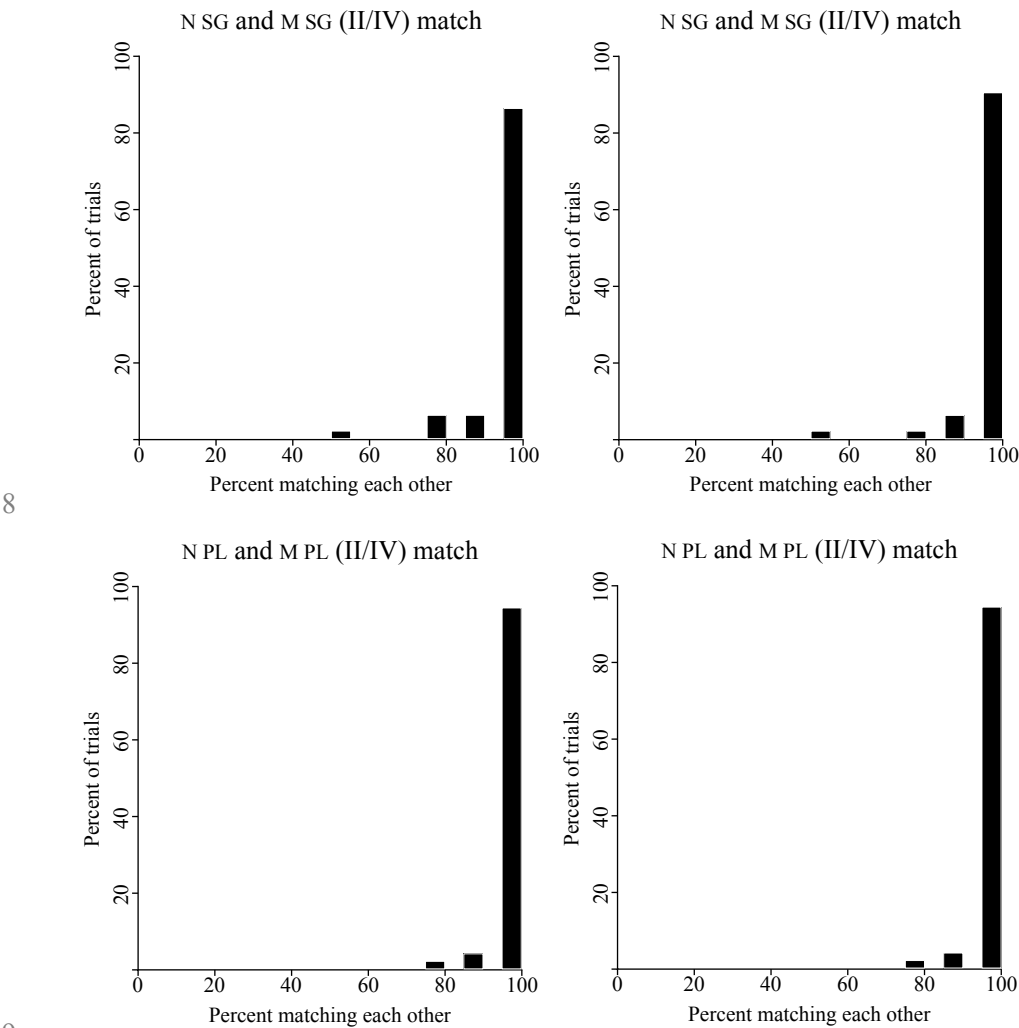 N SG and M SG (II/IV) match
100
80
60
40
20
Percent of trials
0 20 40 60 80 100
Percent matching each other
N SG and M SG (II/IV) match
100
80
60
40
20
Percent of trials
0 20 40 60 80 100
Percent matching each other
8
N PL and M PL (II/IV) match
100
80
60
40
20
Percent of trials
0 20 40 60 80 100
Percent matching each other
N PL and M PL (II/IV) match
100
80
60
40
20
Percent of trials
0 20 40 60 80 100
Percent matching each other